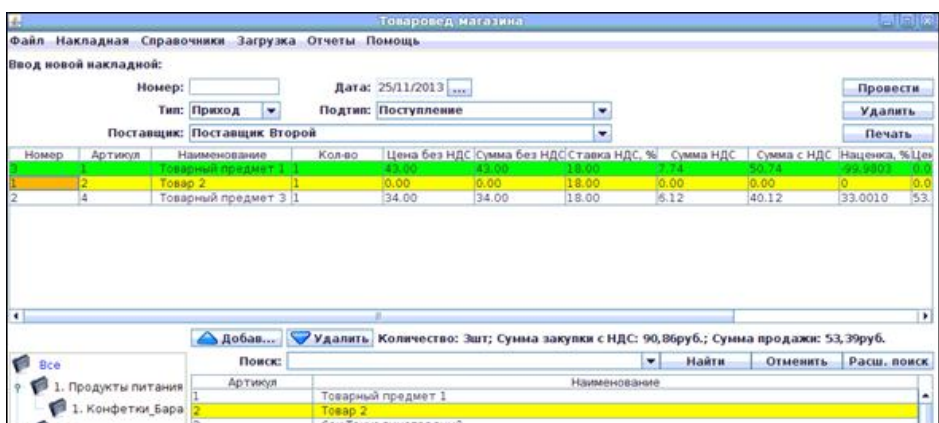 Товаровед магазина
Файл Накладная Справочники Загрузка Отчеты Помощь
Ввод новой накладной:
Номер: Дата: 25/11/2013 ... Провести
Тип: Приход Подтип: Поступление Удалить
Поставщик: Поставщик Второй Печать
Номер Артикул Наименование Кол-во Цена без НДС Сумма без НДС Ставка НДС, % Сумма НДС Сумма с НДС Наценка, % Цен
3 1 Товарный предмет 1 1 43.00 43.00 18.00 7.74 50.74 -99.9803 0.0
1 2 Товар 2 1 0.00 0.00 18.00 0.00 0.00 0 0.0
2 4 Товарный предмет 3 1 34.00 34.00 18.00 6.12 40.12 33.0010 53.
Добав... Удалить Количество: 3шт; Сумма закупки с НДС: 90,86руб.; Сумма продажи: 53,39руб.
Все Поиск: Найти Отменить Расш. поиск
1. Продукты питания Артикул Наименование
1 Товарный предмет 1
1. Конфетки_Бара 2 Товар 2